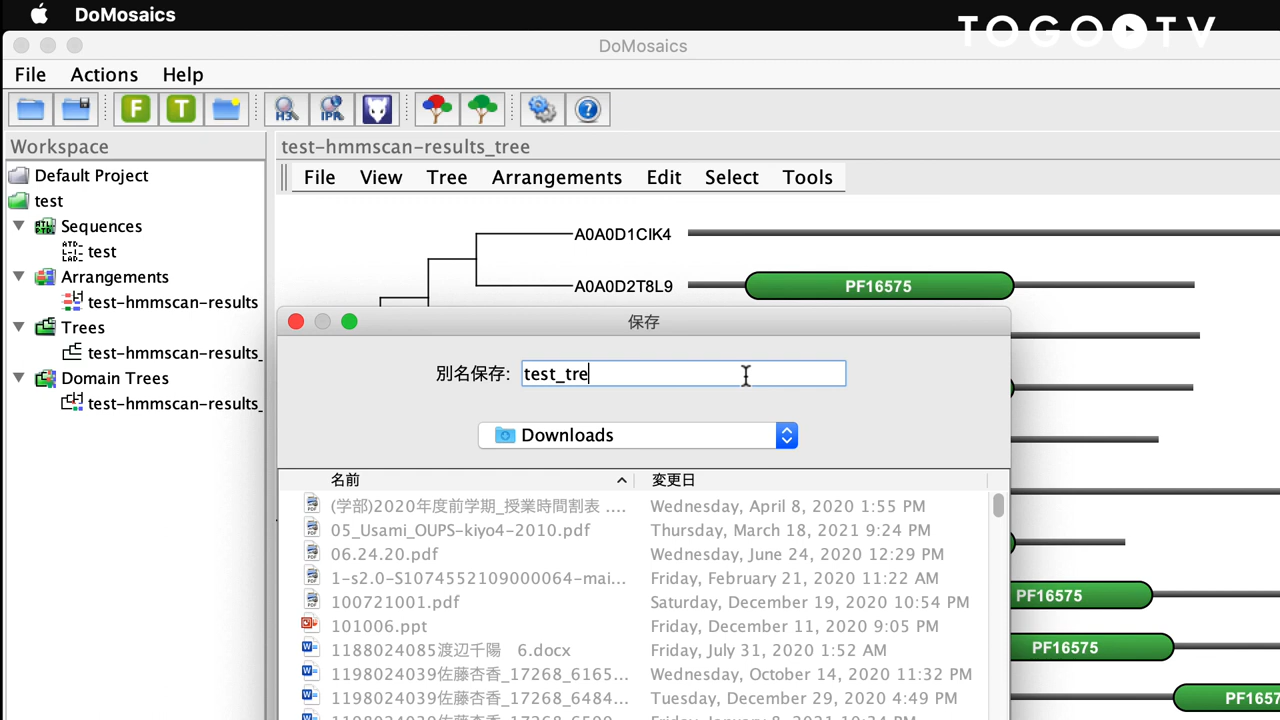 DoMosaics
TOGO TV
DoMosaics
File Actions Help
F T H3 IPR ?
Workspace
test-hmmscan-results_tree
Default Project
File View Tree Arrangements Edit Select Tools
test
Sequences
test
Arrangements
test-hmmscan-results
Trees
test-hmmscan-results_
Domain Trees
test-hmmscan-results_
A0A0D1CIK4
A0A0D2T8L9
PF16575
保存
別名保存: test_tre
Downloads
名前 変更日
(学部)2020年度前学期_授業時間割表 .... Wednesday, April 8, 2020 1:55 PM
05_Usami_OUPS-kiyo4-2010.pdf Thursday, March 18, 2021 9:24 PM
06.24.20.pdf Wednesday, June 24, 2020 12:29 PM
1-s2.0-S1074552109000064-mai... Friday, February 21, 2020 11:22 AM
100721001.pdf Saturday, December 19, 2020 10:54 PM
101006.ppt Friday, December 11, 2020 9:05 PM
1188024085渡辺千陽 6.docx Friday, July 31, 2020 1:52 AM
1198024039佐藤杏香_17268_6165... Wednesday, October 14, 2020 11:32 PM
1198024039佐藤杏香_17268_6484... Tuesday, December 29, 2020 4:49 PM
PF16575
PF16575
PF1657